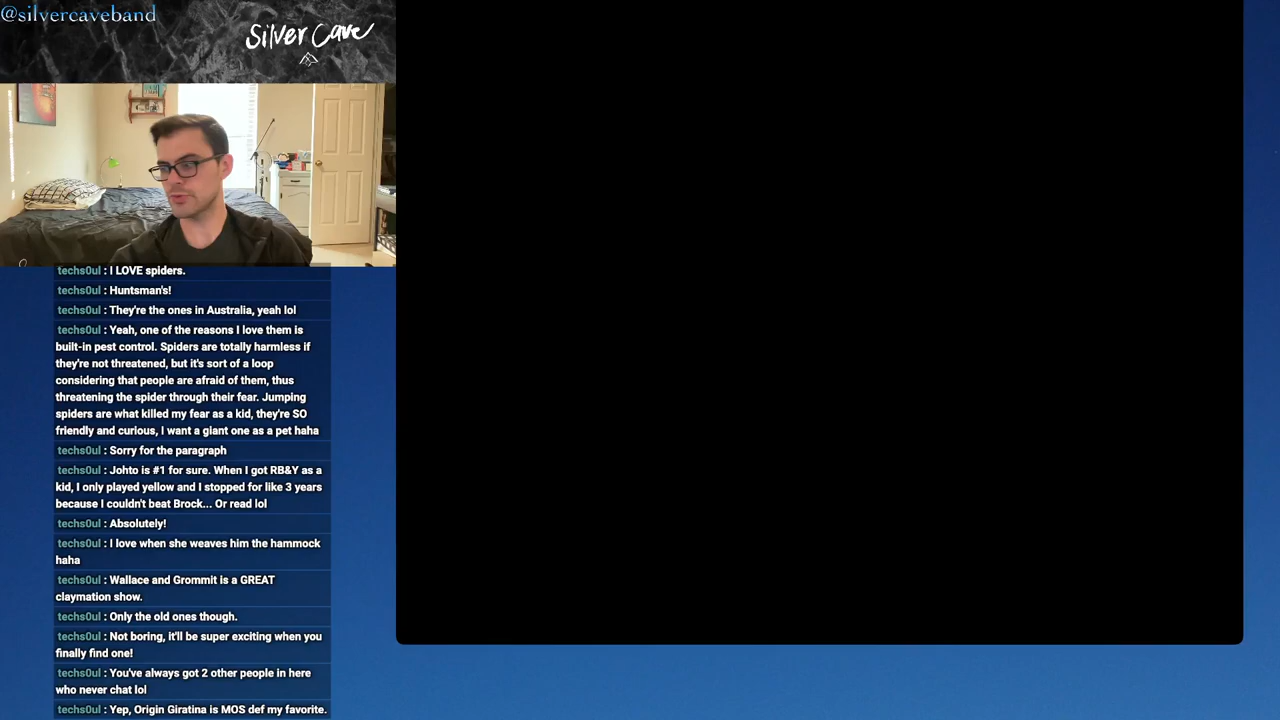 @silvercaveband
Silver Cave
techs0ul : I LOVE spiders.
techs0ul : Huntsman's!
techs0ul : They're the ones in Australia, yeah lol
techs0ul : Yeah, one of the reasons I love them is
built-in pest control. Spiders are totally harmless if
they're not threatened, but it's sort of a loop
considering that people are afraid of them, thus
threatening the spider through their fear. Jumping
spiders are what killed my fear as a kid, they're SO
friendly and curious, I want a giant one as a pet haha
techs0ul : Sorry for the paragraph
techs0ul : Johto is #1 for sure. When I got RB&Y as a
kid, I only played yellow and I stopped for like 3 years
because I couldn't beat Brock... Or read lol
techs0ul : Absolutely!
techs0ul : I love when she weaves him the hammock
haha
techs0ul : Wallace and Grommit is a GREAT
claymation show.
techs0ul : Only the old ones though.
techs0ul : Not boring, it'll be super exciting when you
finally find one!
techs0ul : You've always got 2 other people in here
who never chat lol
techs0ul : Yep, Origin Giratina is MOS def my favorite.